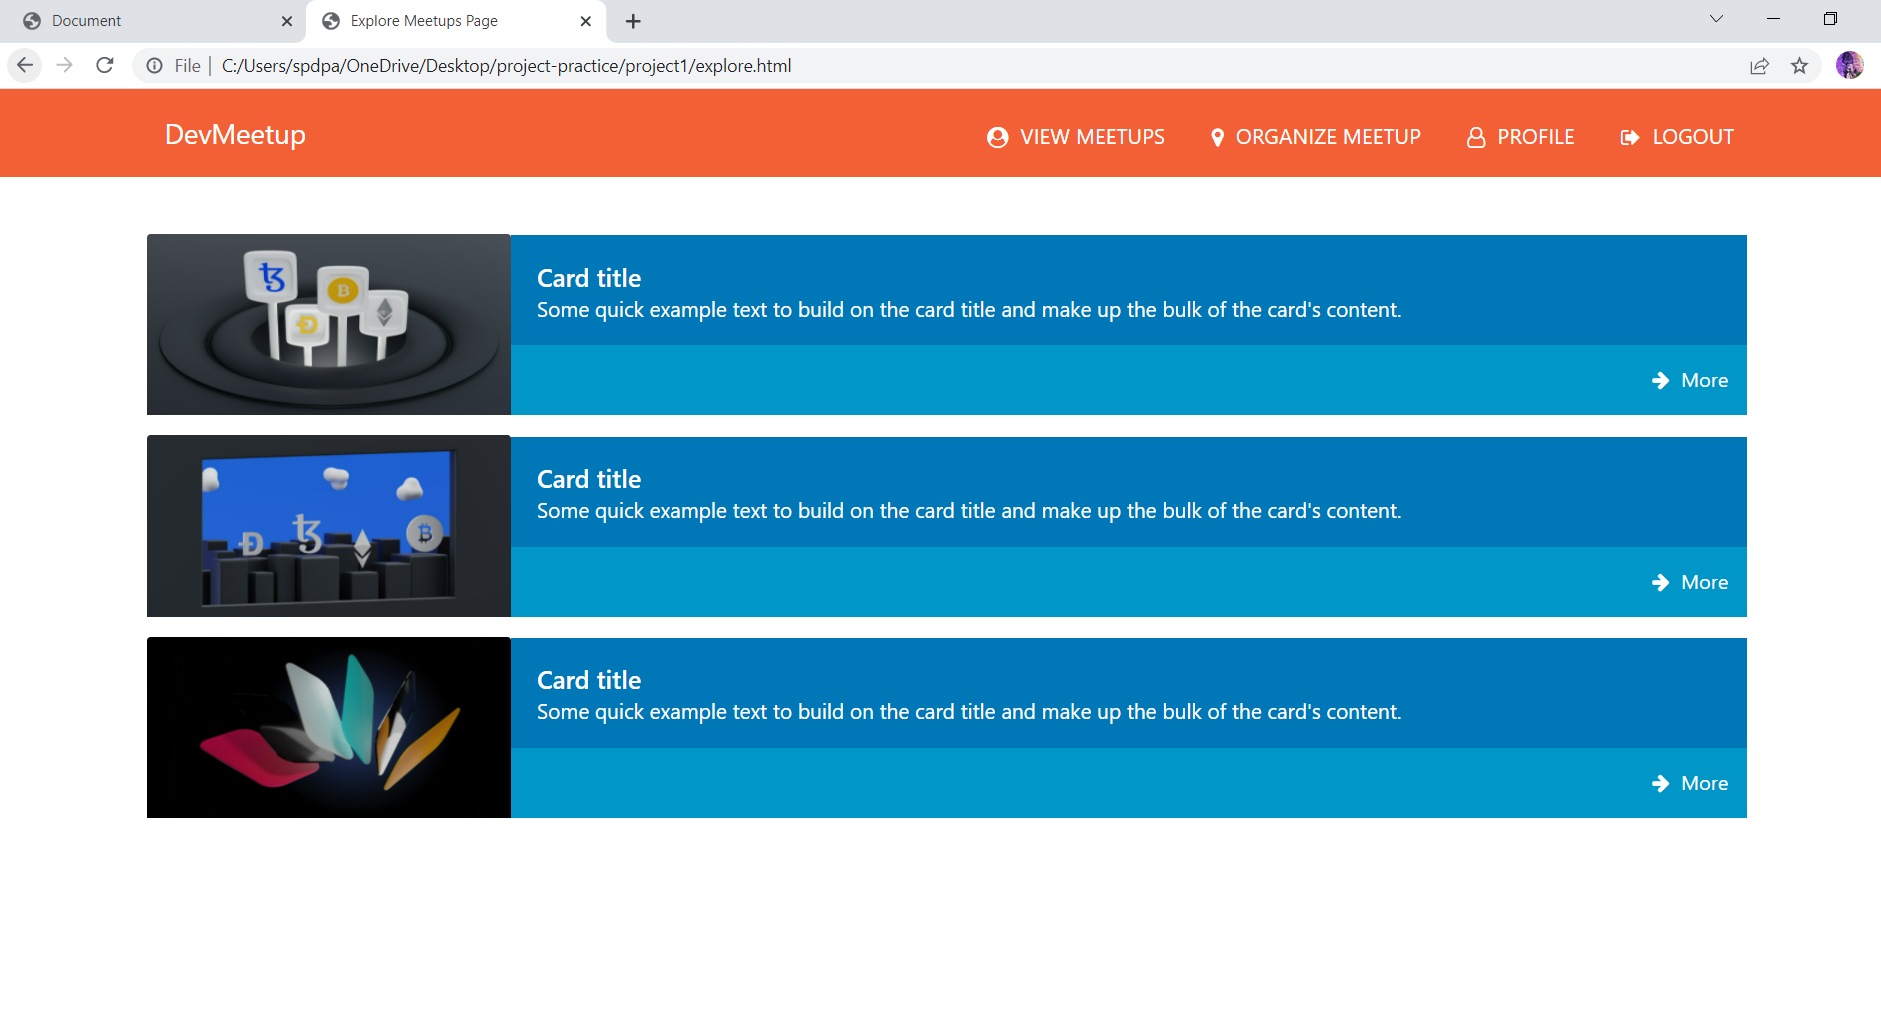 Document
Explore Meetups Page
File | C:/Users/spdpa/OneDrive/Desktop/project-practice/project1/explore.html
DevMeetup
VIEW MEETUPS
ORGANIZE MEETUP
PROFILE
LOGOUT
Card title
Some quick example text to build on the card title and make up the bulk of the card's content.
More
Card title
Some quick example text to build on the card title and make up the bulk of the card's content.
More
Card title
Some quick example text to build on the card title and make up the bulk of the card's content.
More